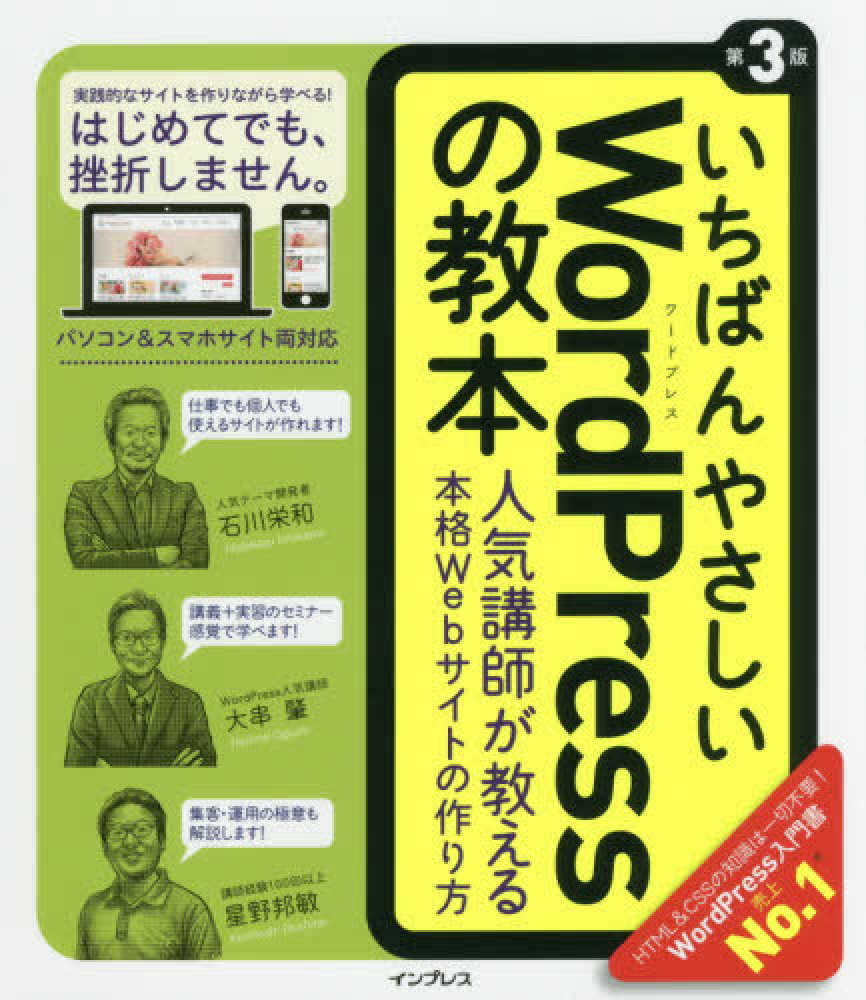 第3版
いちばんやさしい
WordPress
ワードプレス
の教本
人気講師が教える
本格Webサイトの作り方
実践的なサイトを作りながら学べる!
はじめてでも、
挫折しません。
パソコン&スマホサイト両対応
仕事でも個人でも
使えるサイトが作れます!
人気テーマ開発者
石川栄和
Hidekazu Ishikawa
講義+実習のセミナー
感覚で学べます!
WordPress人気講師
大串 肇
Hajime Ogushi
集客・運用の極意も
解説します!
講師経験100回以上
星野邦敏
Kunitoshi Hoshino
HTML&CSSの知識は一切不要!
WordPress入門書
売上
No.1
インプレス